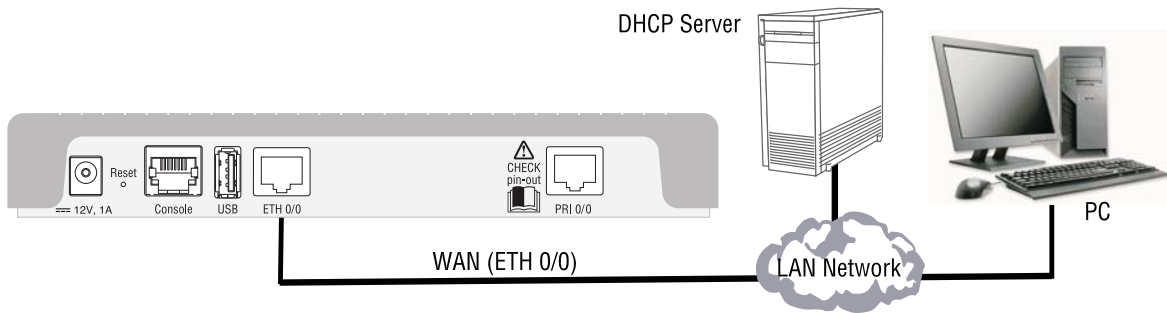 DHCP Server
Reset
CHECK
pin-out
12V, 1A
Console
USB
ETH 0/0
PRI 0/0
PC
WAN (ETH 0/0)
LAN Network